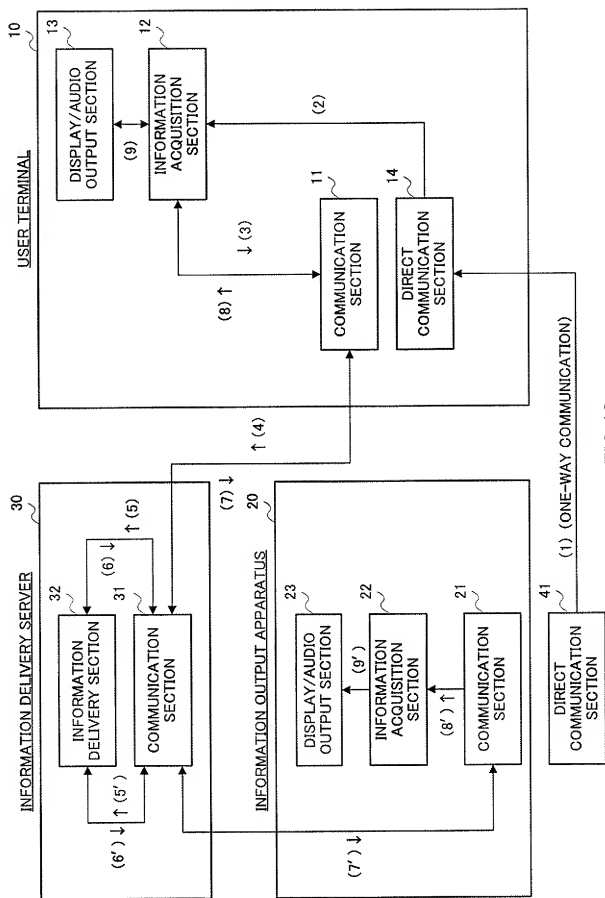 INFORMATION DELIVERY SERVER
30
32
INFORMATION
DELIVERY SECTION
(6) ↓
↑ (5)
31
COMMUNICATION
SECTION
(6') ↓
↑ (5')
(7) ↓
↑ (4)
INFORMATION OUTPUT APPARATUS
20
23
DISPLAY/AUDIO
OUTPUT SECTION
(9')
22
INFORMATION
ACQUISITION
SECTION
(8') ↑
21
COMMUNICATION
SECTION
(7') ↓
41
DIRECT
COMMUNICATION
SECTION
(1) (ONE-WAY COMMUNICATION)
USER TERMINAL
10
13
DISPLAY/AUDIO
OUTPUT SECTION
(9)
12
INFORMATION
ACQUISITION
SECTION
(2)
(8) ↑
↓ (3)
11
COMMUNICATION
SECTION
14
DIRECT
COMMUNICATION
SECTION